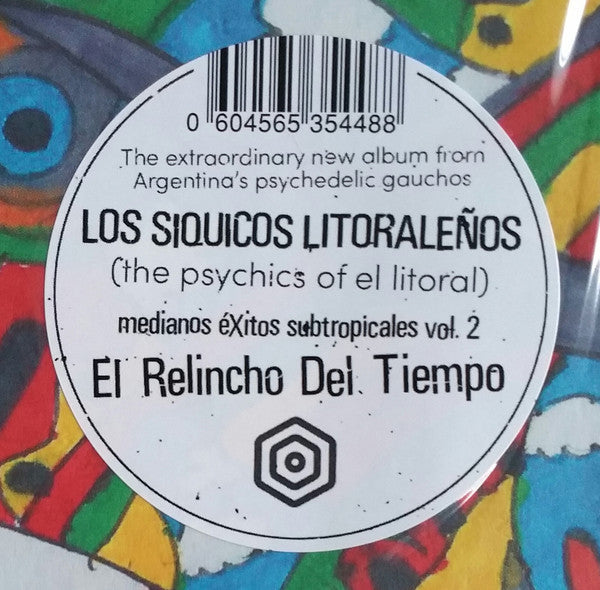 0 604565 354488
The extraordinary new album from
Argentina's psychedelic gauchos
LOS SIQUICOS LITORALEÑOS
(the psychics of el litoral)
medianos éXitos subtropicales vol. 2
El Relincho Del Tiempo